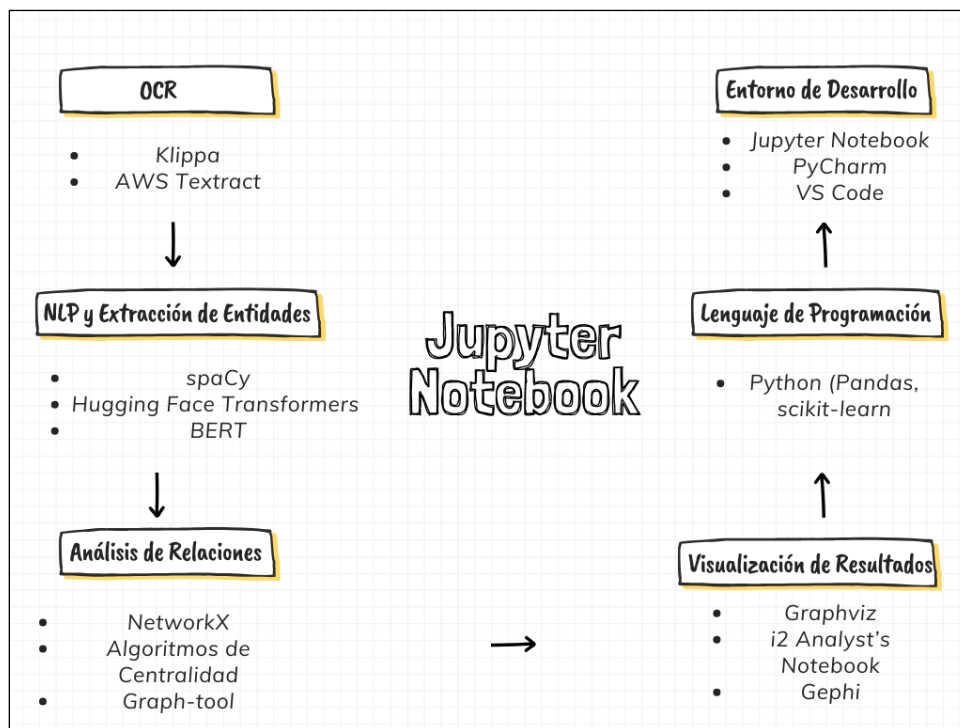 OCR
Klippa
AWS Textract
NLP y Extracción de Entidades
spaCy
Hugging Face Transformers
BERT
Análisis de Relaciones
NetworkX
Algoritmos de
Centralidad
Graph-tool
Jupyter
Notebook
Entorno de Desarrollo
Jupyter Notebook
PyCharm
VS Code
Lenguaje de Programación
Python (Pandas,
scikit-learn
Visualización de Resultados
Graphviz
i2 Analyst’s
Notebook
Gephi